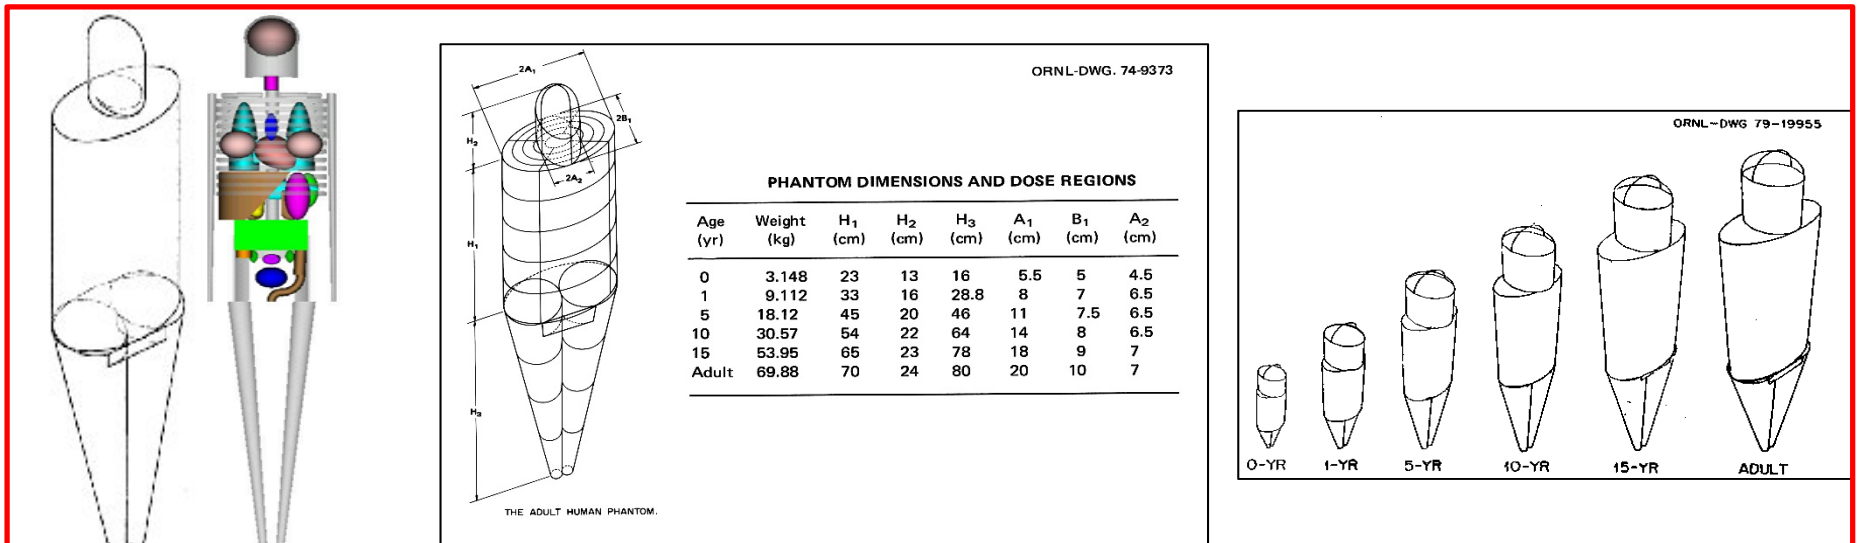 2A₁
2B₁
H₂
2A₂
H₁
H₃
THE ADULT HUMAN PHANTOM.
ORNL-DWG. 74-9373
PHANTOM DIMENSIONS AND DOSE REGIONS
Age Weight H₁ H₂ H₃ A₁ B₁ A₂
(yr) (kg) (cm) (cm) (cm) (cm) (cm) (cm)
0 3.148 23 13 16 5.5 5 4.5
1 9.112 33 16 28.8 8 7 6.5
5 18.12 45 20 46 11 7.5 6.5
10 30.57 54 22 64 14 8 6.5
15 53.95 65 23 78 18 9 7
Adult 69.88 70 24 80 20 10 7
ORNL-DWG 79-19955
0-YR 1-YR 5-YR 10-YR 15-YR ADULT